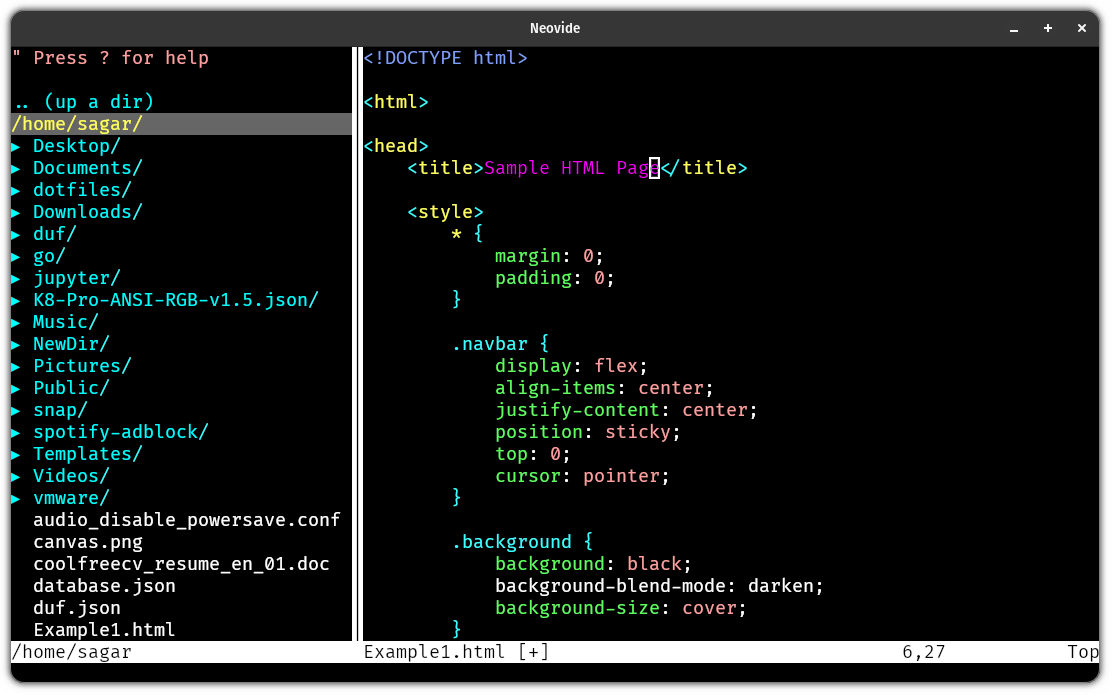 Neovide
" Press ? for help
.. (up a dir)
/home/sagar/
▸ Desktop/
▸ Documents/
▸ dotfiles/
▸ Downloads/
▸ duf/
▸ go/
▸ jupyter/
▸ K8-Pro-ANSI-RGB-v1.5.json/
▸ Music/
▸ NewDir/
▸ Pictures/
▸ Public/
▸ snap/
▸ spotify-adblock/
▸ Templates/
▸ Videos/
▸ vmware/
audio_disable_powersave.conf
canvas.png
coolfreecv_resume_en_01.doc
database.json
duf.json
Example1.html
/home/sagar
<!DOCTYPE html>
<html>
<head>
    <title>Sample HTML Page</title>
    <style>
        * {
            margin: 0;
            padding: 0;
        }
        .navbar {
            display: flex;
            align-items: center;
            justify-content: center;
            position: sticky;
            top: 0;
            cursor: pointer;
        }
        .background {
            background: black;
            background-blend-mode: darken;
            background-size: cover;
        }
Example1.html [+] 6,27 Top